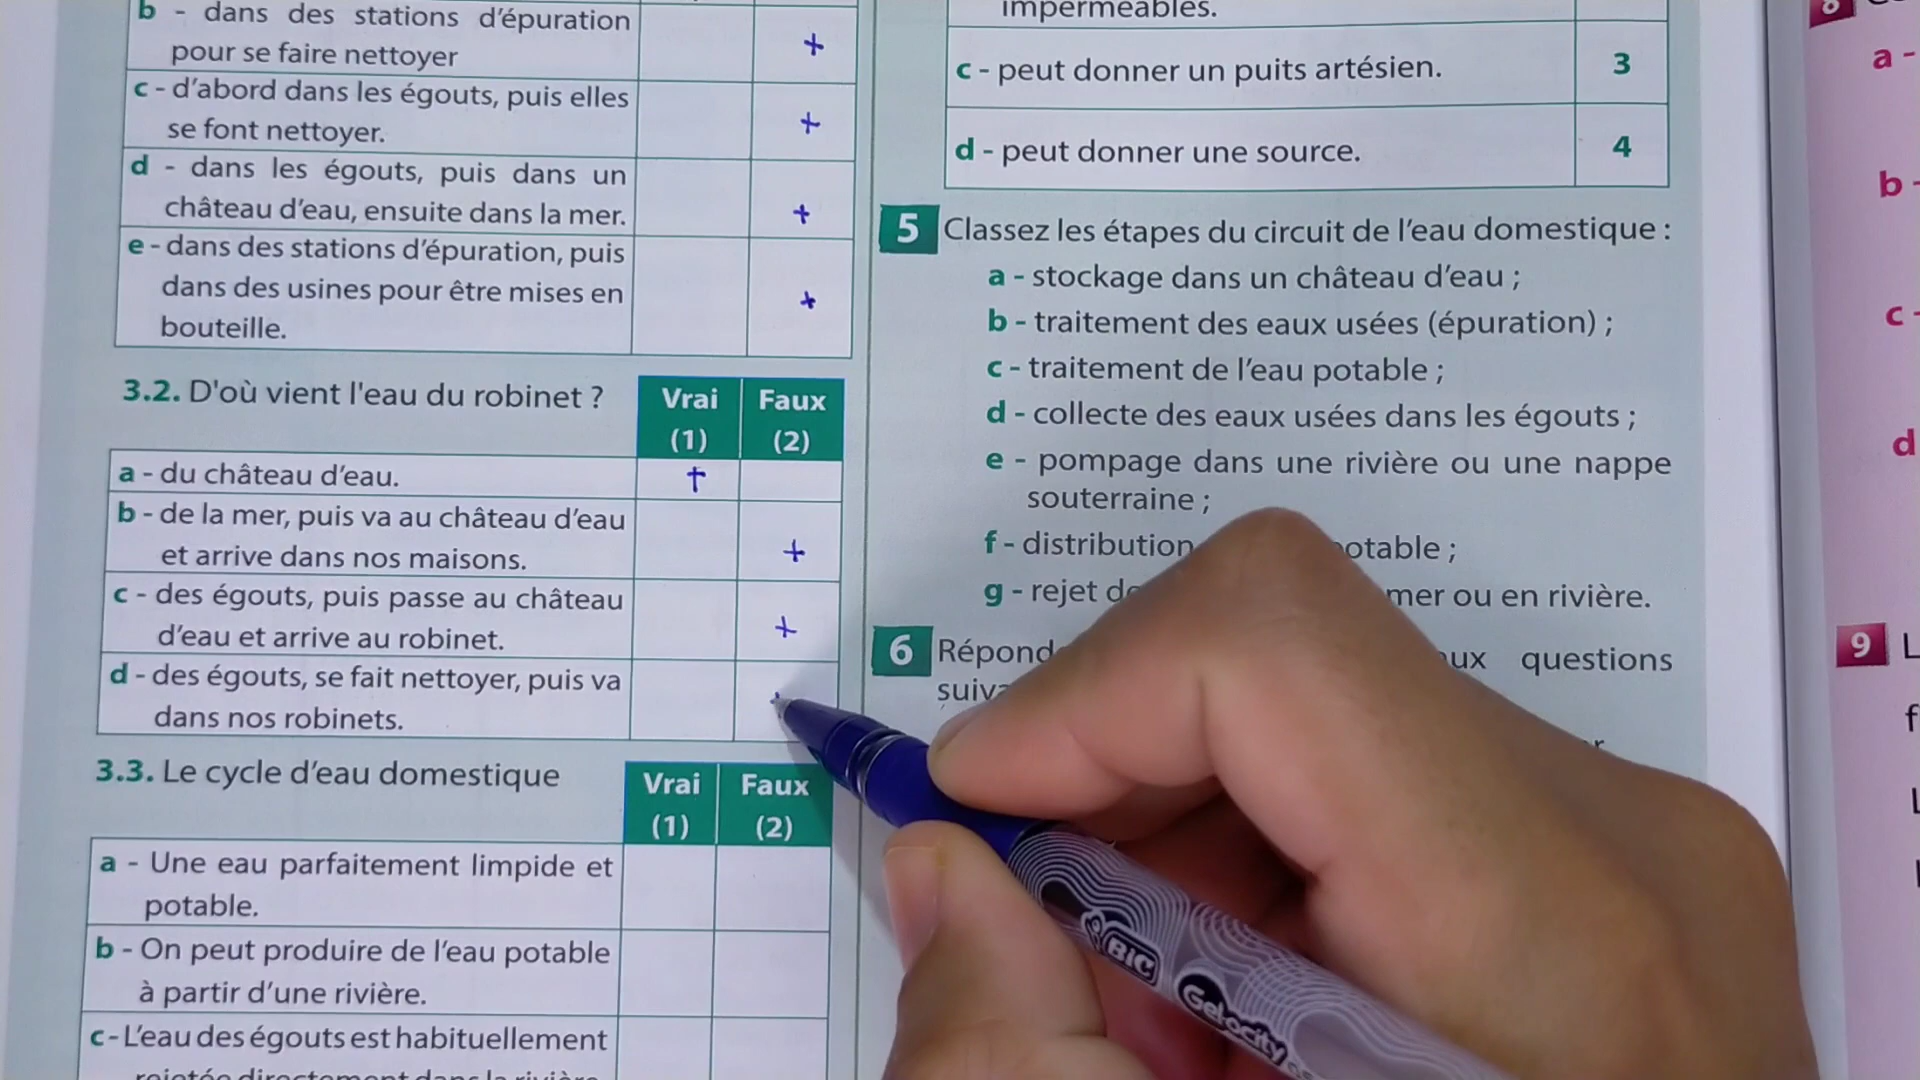 b - dans des stations d'épuration
pour se faire nettoyer
+
c - d'abord dans les égouts, puis elles
se font nettoyer.
+
d - dans les égouts, puis dans un
château d'eau, ensuite dans la mer.
+
e - dans des stations d'épuration, puis
dans des usines pour être mises en
bouteille.
+
3.2. D'où vient l'eau du robinet ?
Vrai
(1)
Faux
(2)
a - du château d'eau.
+
b - de la mer, puis va au château d'eau
et arrive dans nos maisons.
+
c - des égouts, puis passe au château
d'eau et arrive au robinet.
+
d - des égouts, se fait nettoyer, puis va
dans nos robinets.
3.3. Le cycle d'eau domestique
Vrai
(1)
Faux
(2)
a - Une eau parfaitement limpide et
potable.
b - On peut produire de l'eau potable
à partir d'une rivière.
c - L'eau des égouts est habituellement
rejetée directement dans la rivière
imperméables.
c - peut donner un puits artésien.
3
d - peut donner une source.
4
5 Classez les étapes du circuit de l'eau domestique :
a - stockage dans un château d'eau ;
b - traitement des eaux usées (épuration) ;
c - traitement de l'eau potable ;
d - collecte des eaux usées dans les égouts ;
e - pompage dans une rivière ou une nappe
souterraine ;
f - distribution otable ;
g - rejet de mer ou en rivière.
6 Répond ux questions
suiva
8
a -
b -
c -
d
9 L
f
BIC
Gelocity